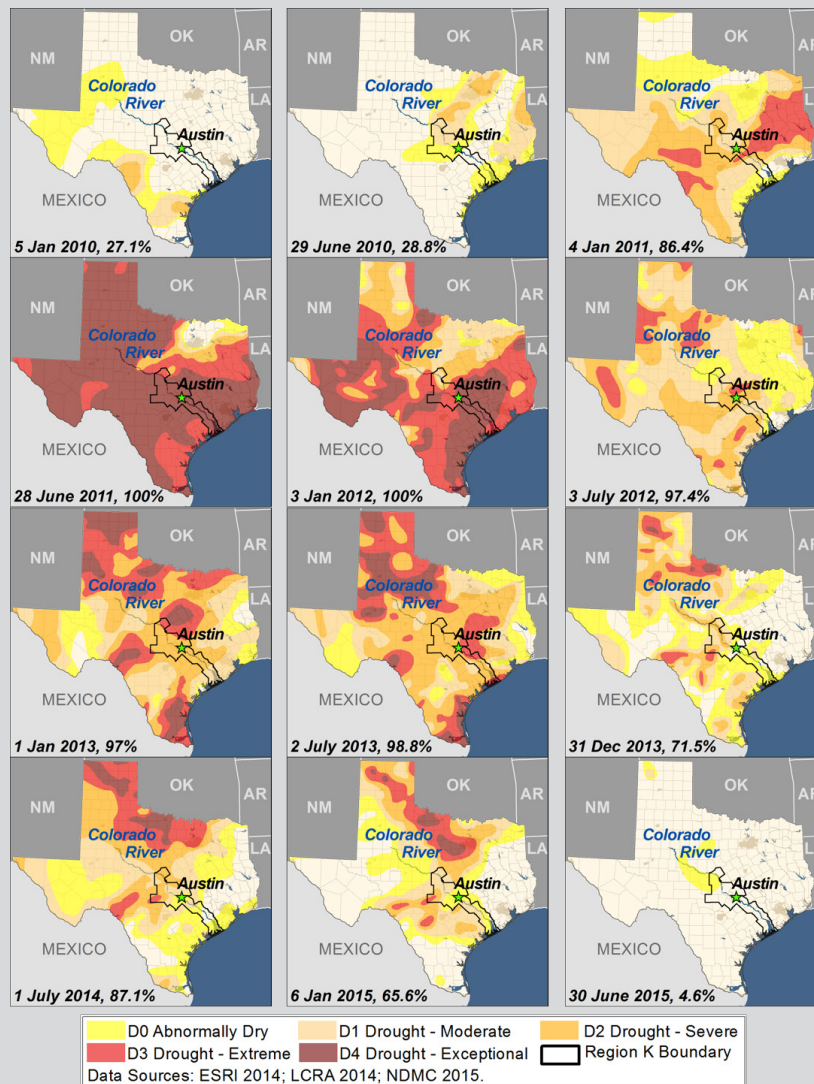 OK
NM
AR
LA
Colorado
River
Austin
MEXICO
5 Jan 2010, 27.1%
OK
NM
AR
LA
Colorado
River
Austin
MEXICO
29 June 2010, 28.8%
OK
NM
AR
Colorado
River
Austin
MEXICO
4 Jan 2011, 86.4%
OK
NM
AR
LA
Colorado
River
Austin
MEXICO
28 June 2011, 100%
OK
NM
AR
LA
Colorado
River
Austin
MEXICO
3 Jan 2012, 100%
OK
NM
AR
Colorado
River
Austin
MEXICO
3 July 2012, 97.4%
OK
NM
AR
LA
Colorado
River
Austin
MEXICO
1 Jan 2013, 97%
OK
NM
AR
LA
Colorado
River
Austin
MEXICO
2 July 2013, 98.8%
OK
NM
AR
Colorado
River
Austin
MEXICO
31 Dec 2013, 71.5%
OK
NM
AR
LA
Colorado
River
Austin
MEXICO
1 July 2014, 87.1%
OK
NM
AR
LA
Colorado
River
Austin
MEXICO
6 Jan 2015, 65.6%
OK
NM
AR
Colorado
River
Austin
MEXICO
30 June 2015, 4.6%
D0 Abnormally Dry D1 Drought - Moderate D2 Drought - Severe
D3 Drought - Extreme D4 Drought - Exceptional Region K Boundary
Data Sources: ESRI 2014; LCRA 2014; NDMC 2015.